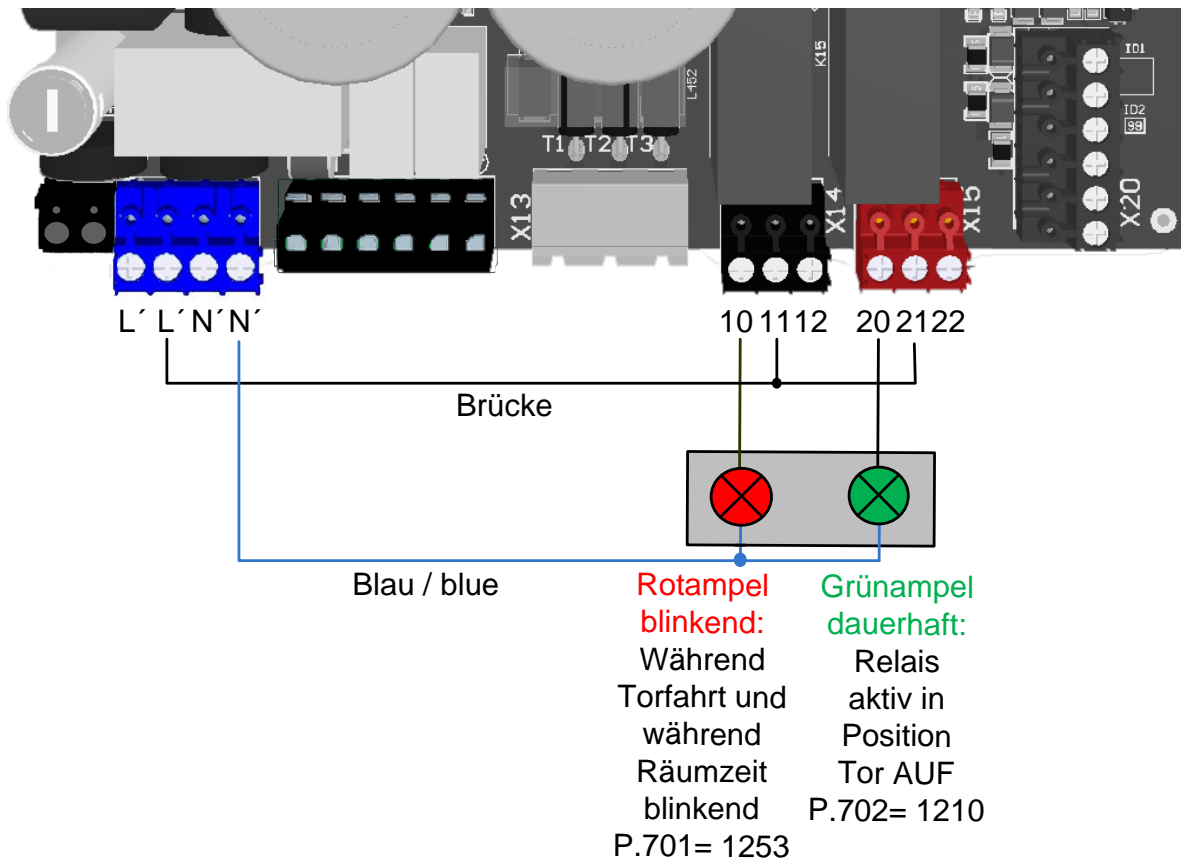 ID1
K15
L452
ID2
99
T1 T2 T3
X13
X14
X15
X20
L´ L´ N´ N´
10 11 12
20 21 22
Brücke
Blau / blue
Rotampel
blinkend:
Während
Torfahrt und
während
Räumzeit
blinkend
P.701= 1253
Grünampel
dauerhaft:
Relais
aktiv in
Position
Tor AUF
P.702= 1210